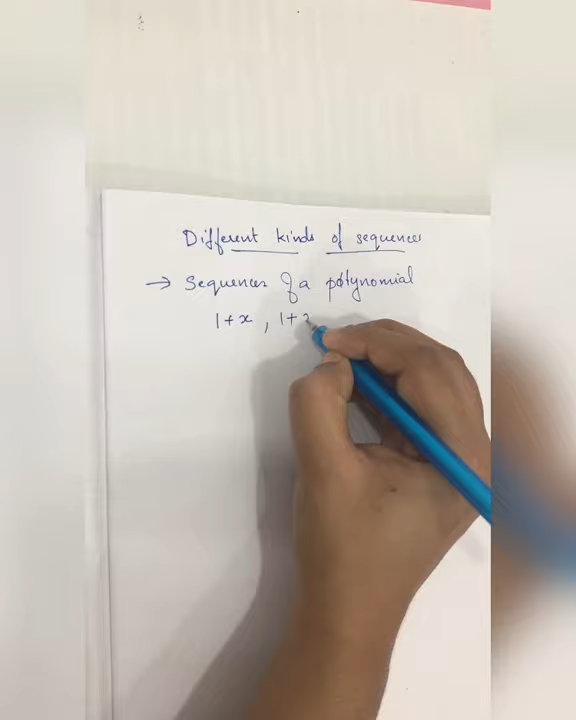 Different kinds of sequences
→ Sequences of a polynomial
1+x , 1+